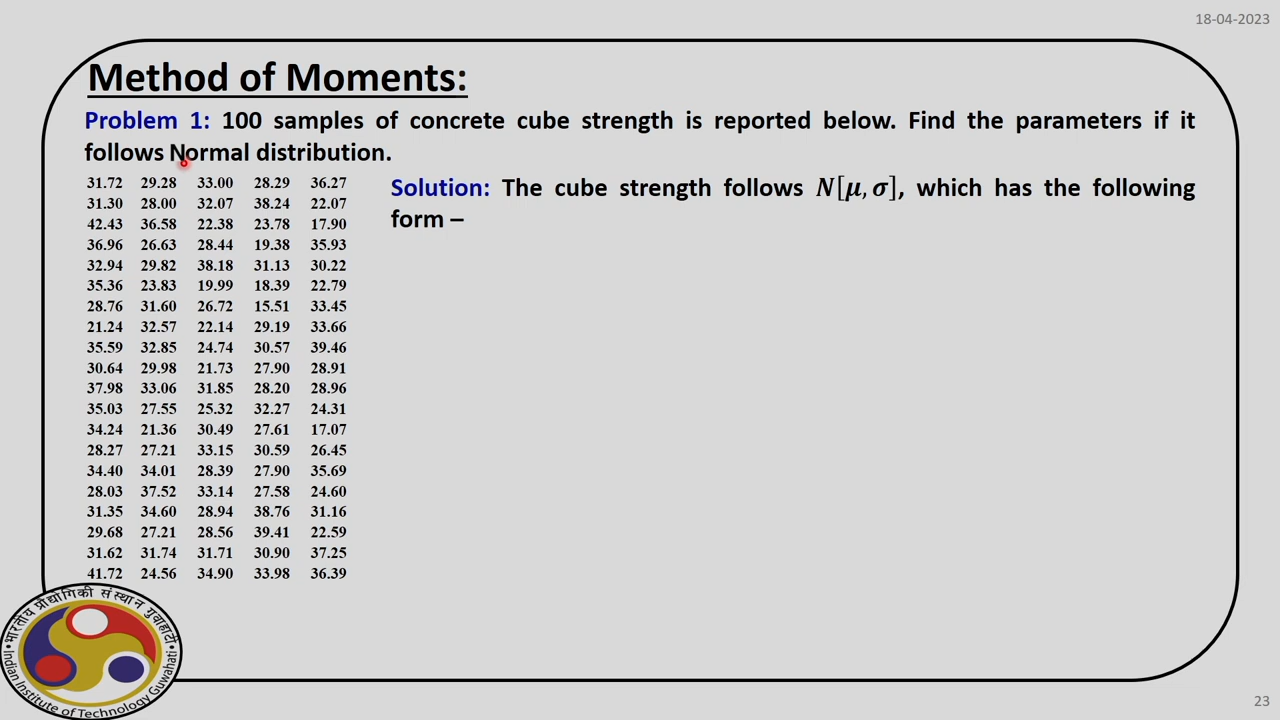 18-04-2023
Method of Moments:
Problem 1: 100 samples of concrete cube strength is reported below. Find the parameters if it
follows Normal distribution.
31.72 29.28 33.00 28.29 36.27
31.30 28.00 32.07 38.24 22.07
42.43 36.58 22.38 23.78 17.90
36.96 26.63 28.44 19.38 35.93
32.94 29.82 38.18 31.13 30.22
35.36 23.83 19.99 18.39 22.79
28.76 31.60 26.72 15.51 33.45
21.24 32.57 22.14 29.19 33.66
35.59 32.85 24.74 30.57 39.46
30.64 29.98 21.73 27.90 28.91
37.98 33.06 31.85 28.20 28.96
35.03 27.55 25.32 32.27 24.31
34.24 21.36 30.49 27.61 17.07
28.27 27.21 33.15 30.59 26.45
34.40 34.01 28.39 27.90 35.69
28.03 37.52 33.14 27.58 24.60
31.35 34.60 28.94 38.76 31.16
29.68 27.21 28.56 39.41 22.59
31.62 31.74 31.71 30.90 37.25
41.72 24.56 34.90 33.98 36.39
Solution: The cube strength follows N[μ, σ], which has the following
form –
भारतीय प्रौद्योगिकी संस्थान गुवाहाटी
Indian Institute of Technology Guwahati
23